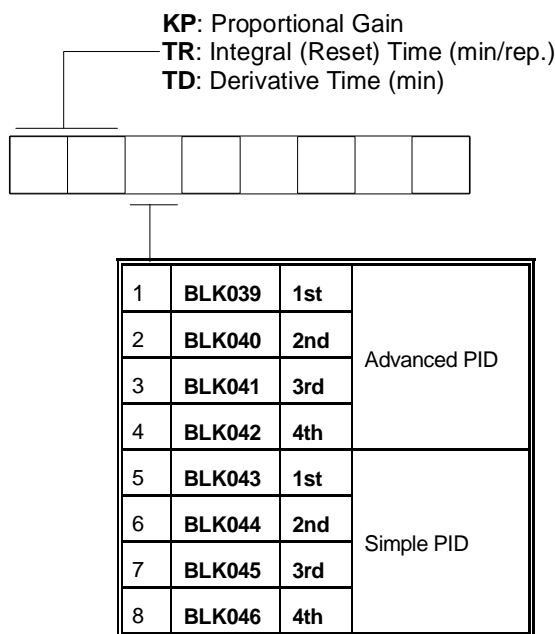 KP: Proportional Gain
TR: Integral (Reset) Time (min/rep.)
TD: Derivative Time (min)
1 BLK039 1st
2 BLK040 2nd
Advanced PID
3 BLK041 3rd
4 BLK042 4th
5 BLK043 1st
6 BLK044 2nd
Simple PID
7 BLK045 3rd
8 BLK046 4th